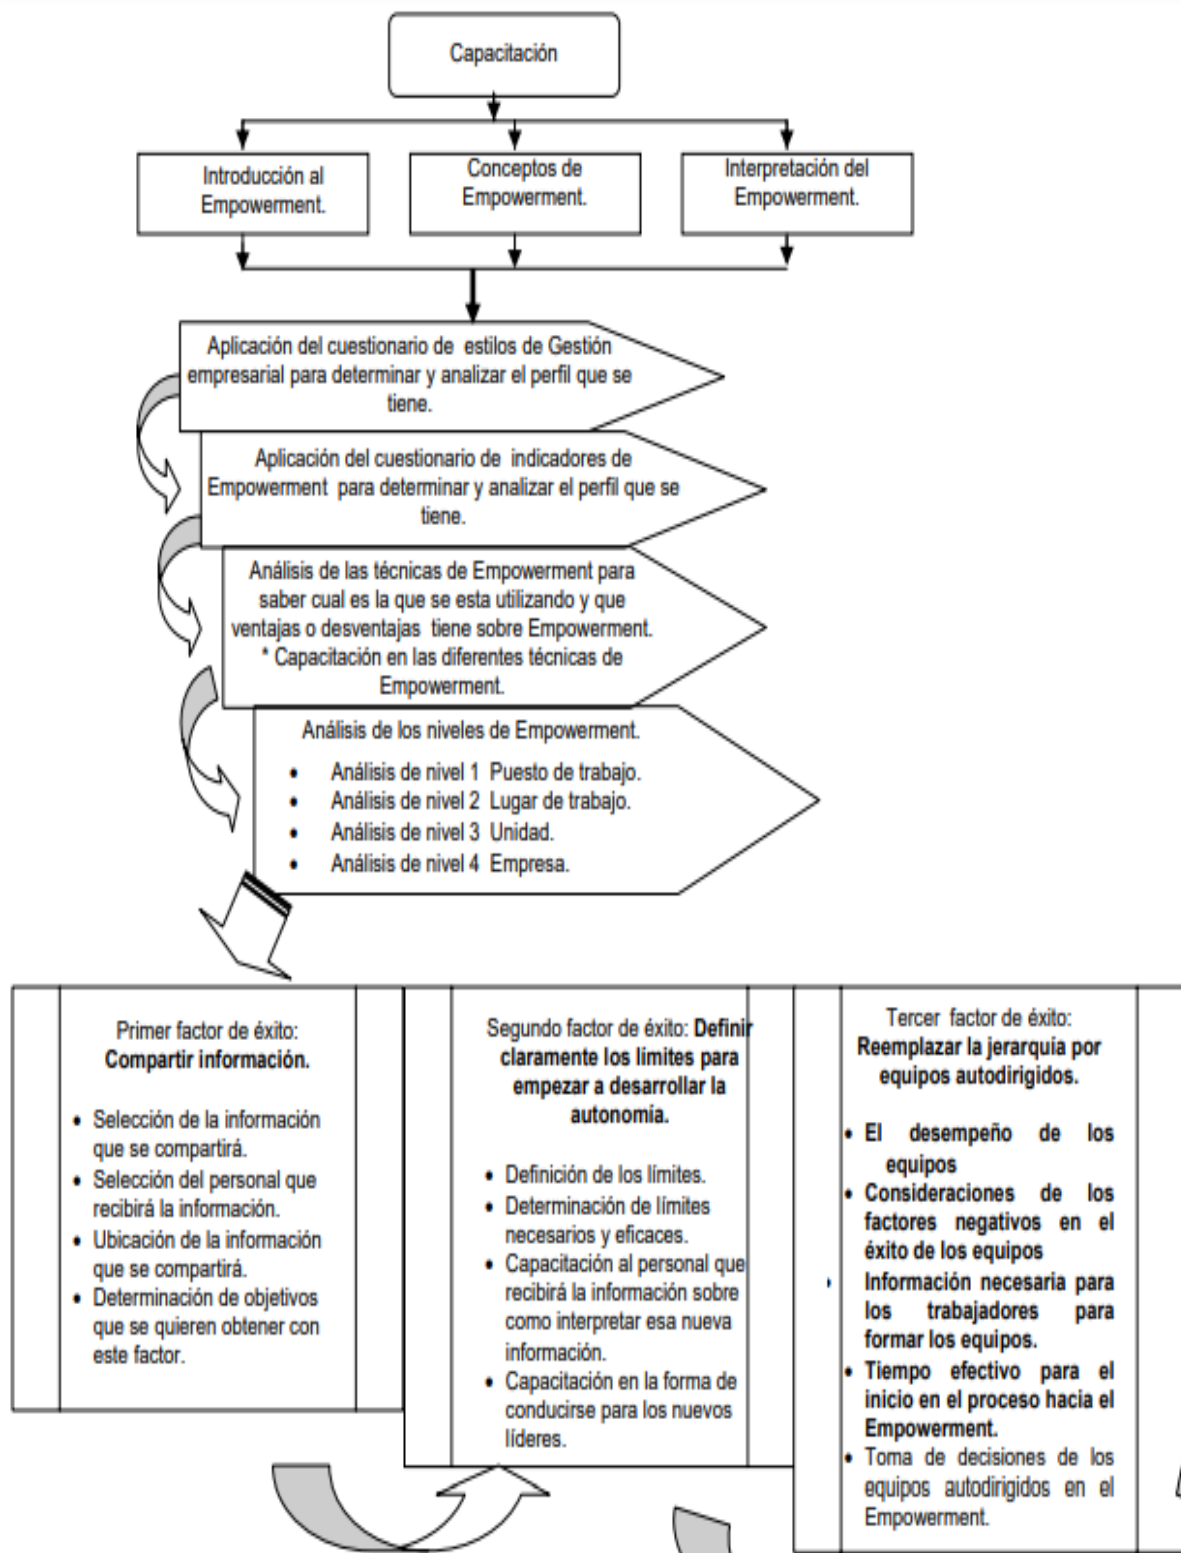 Capacitación
Introducción al
Empowerment.
Conceptos de
Empowerment.
Interpretación del
Empowerment.
Aplicación del cuestionario de estilos de Gestión
empresarial para determinar y analizar el perfil que se
tiene.
Aplicación del cuestionario de indicadores de
Empowerment para determinar y analizar el perfil que se
tiene.
Análisis de las técnicas de Empowerment para
saber cual es la que se esta utilizando y que
ventajas o desventajas tiene sobre Empowerment.
* Capacitación en las diferentes técnicas de
Empowerment.
Análisis de los niveles de Empowerment.
• Análisis de nivel 1 Puesto de trabajo.
• Análisis de nivel 2 Lugar de trabajo.
• Análisis de nivel 3 Unidad.
• Análisis de nivel 4 Empresa.
Primer factor de éxito:
Compartir información.
• Selección de la información
que se compartirá.
• Selección del personal que
recibirá la información.
• Ubicación de la información
que se compartirá.
• Determinación de objetivos
que se quieren obtener con
este factor.
Segundo factor de éxito: Definir
claramente los límites para
empezar a desarrollar la
autonomía.
• Definición de los límites.
• Determinación de límites
necesarios y eficaces.
• Capacitación al personal que
recibirá la información sobre
como interpretar esa nueva
información.
• Capacitación en la forma de
conducirse para los nuevos
líderes.
Tercer factor de éxito:
Reemplazar la jerarquía por
equipos autodirigidos.
• El desempeño de los
equipos
• Consideraciones de los
factores negativos en el
éxito de los equipos
• Información necesaria para
los trabajadores para
formar los equipos.
• Tiempo efectivo para el
inicio en el proceso hacia el
Empowerment.
• Toma de decisiones de los
equipos autodirigidos en el
Empowerment.